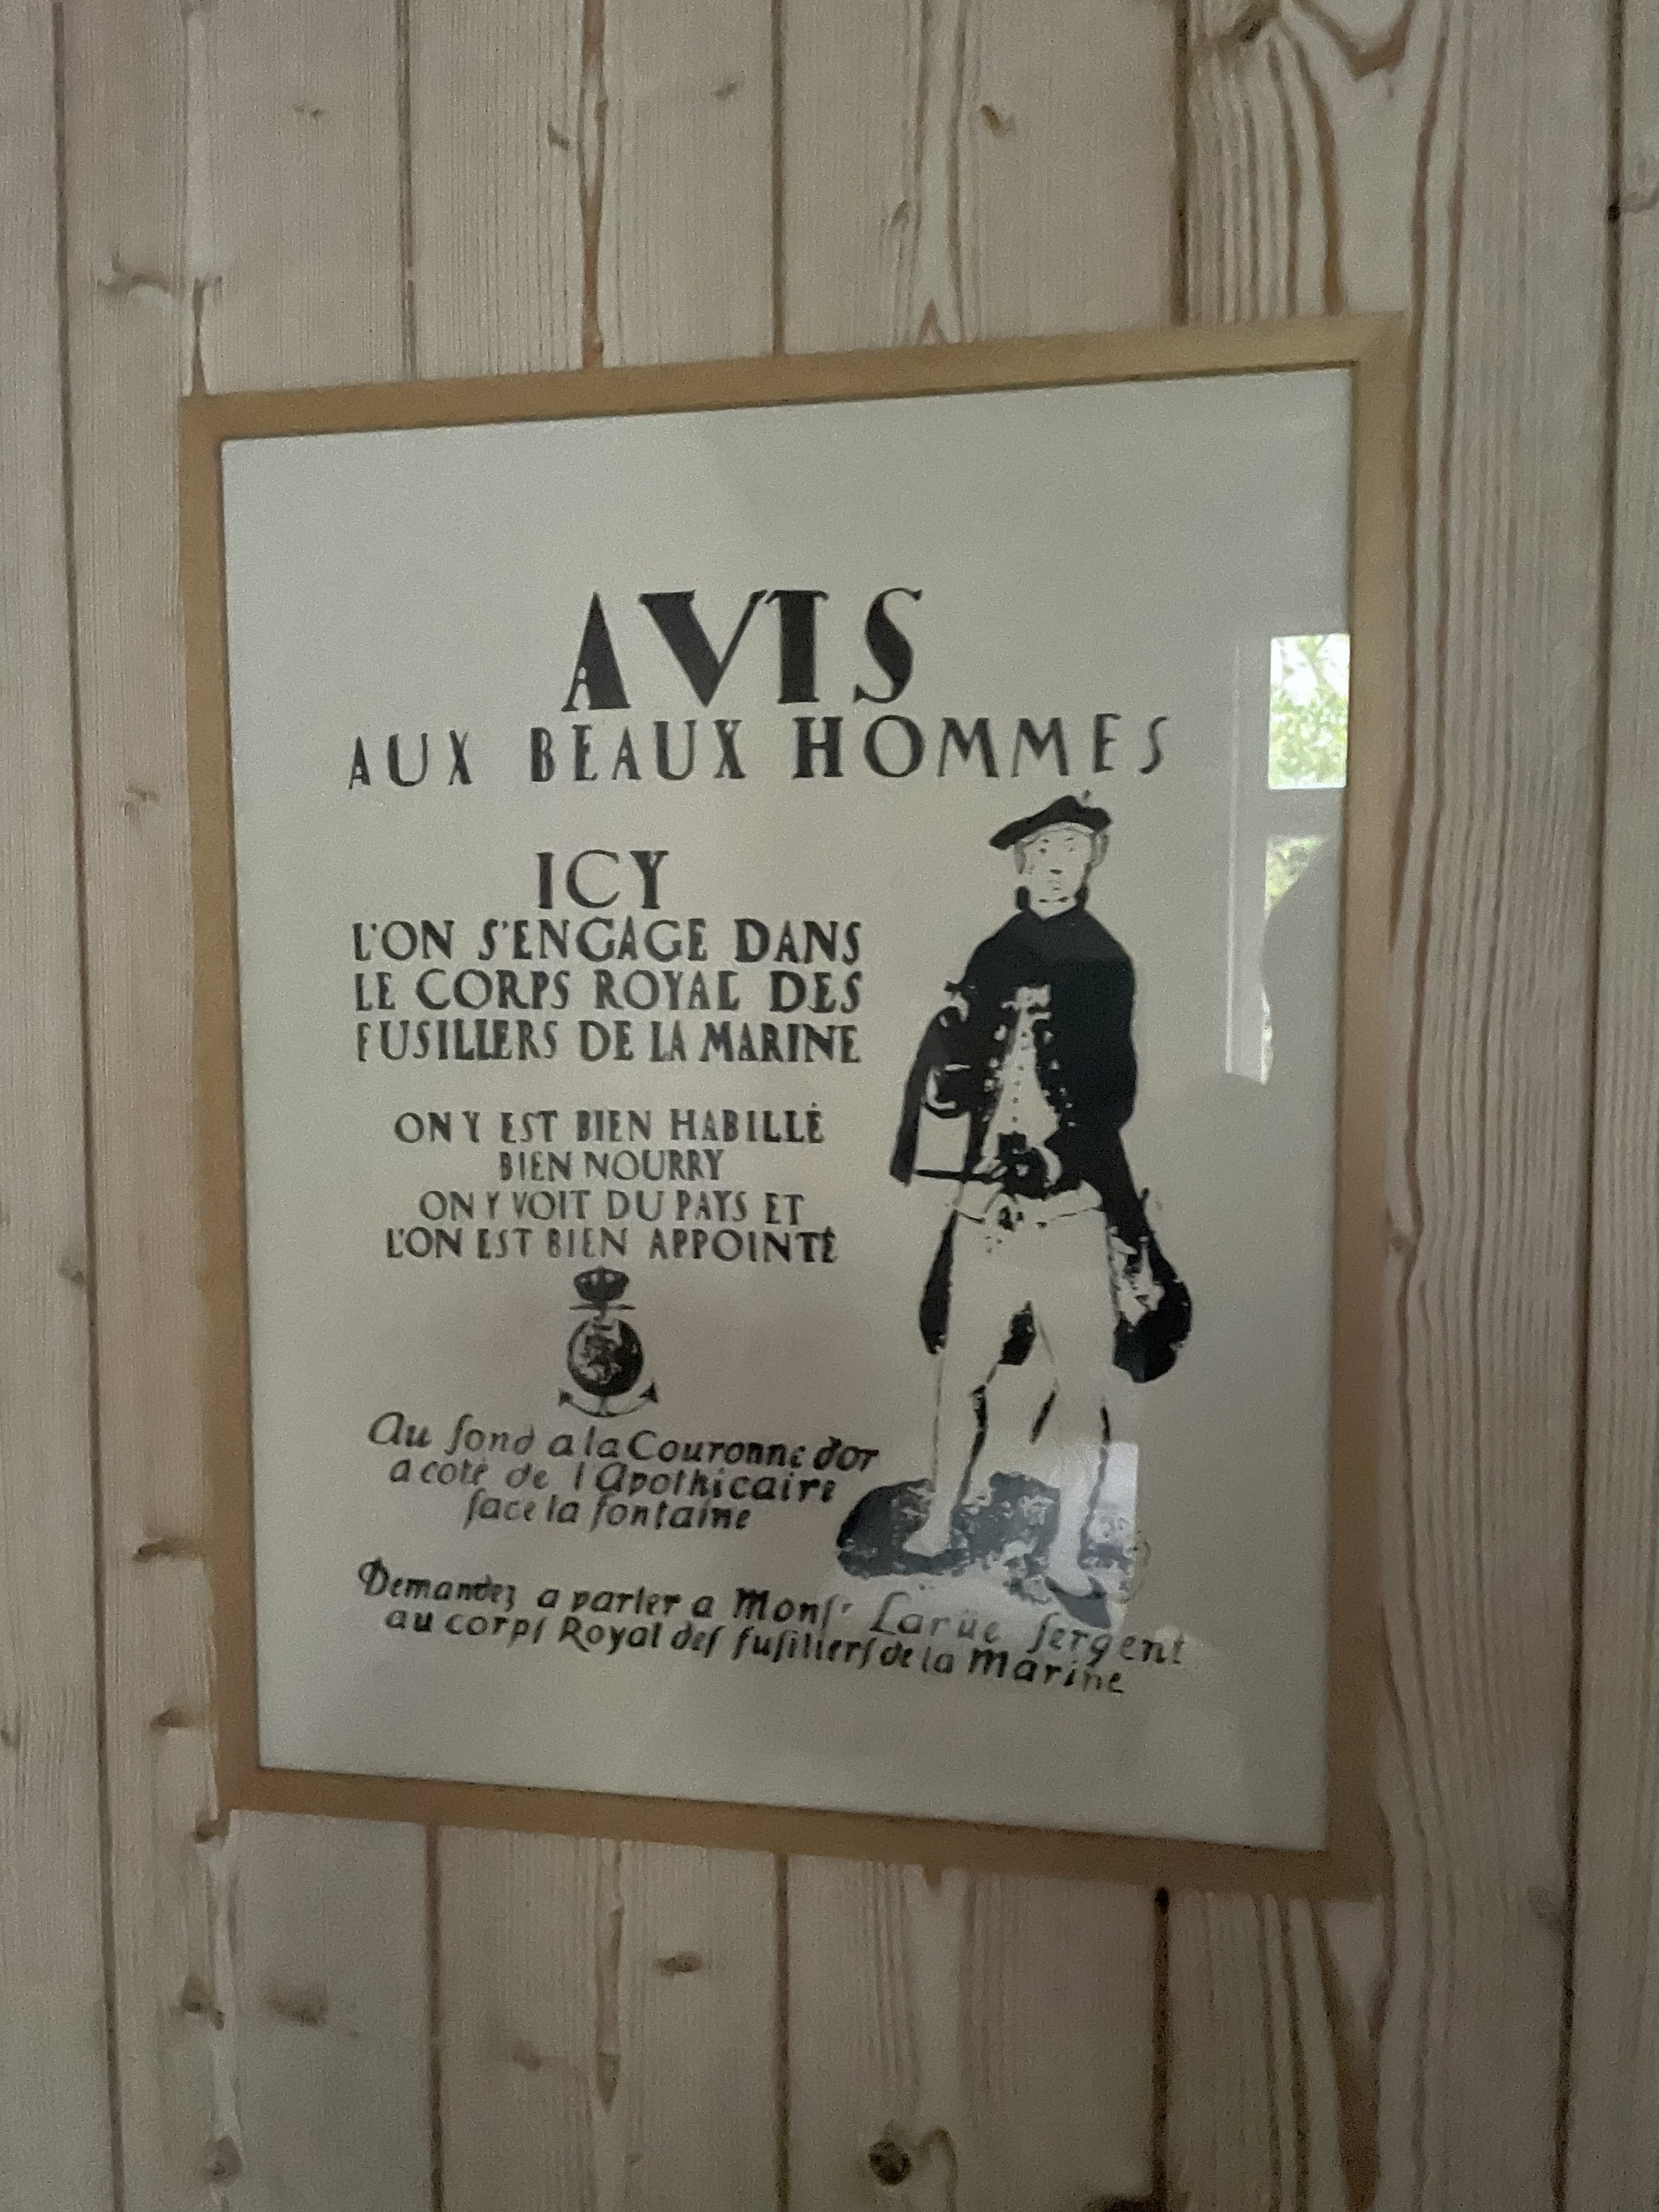 AVIS
AUX BEAUX HOMMES
ICY
L'ON S'ENGAGE DANS
LE CORPS ROYAL DES
FUSILLERS DE LA MARINE
ON Y EST BIEN HABILLÉ
BIEN NOURRY
ON Y VOIT DU PAYS ET
L'ON EST BIEN APPOINTÉ
Au fond a la Couronne d'or
a coté de l Apothicaire
face la fontaine
Demandez a parler a Monſr Larüe ſergent
au corpſ Royal deſ fuſilierſ de la Marine